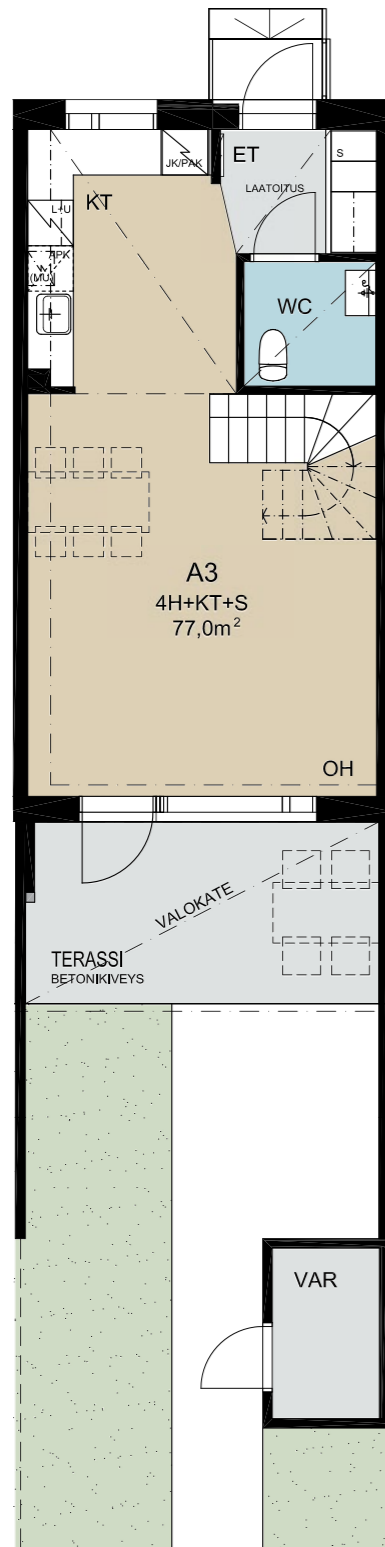 ET
S
JK/PAK
LAATOITUS
KT
L+U
APK
(MU)
WC
A3
4H+KT+S
77,0m²
OH
VALOKATE
TERASSI
BETONIKIVEYS
VAR